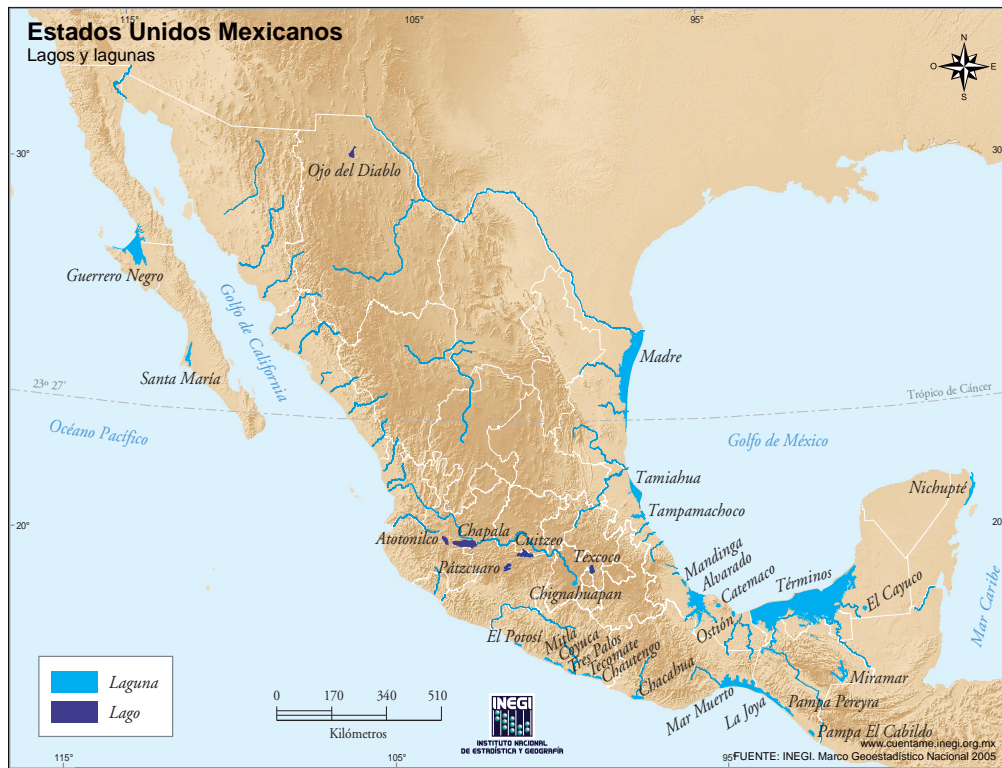 115°
105°
95°
Estados Unidos Mexicanos
Lagos y lagunas
N
O
E
S
30°
30°
Ojo del Diablo
Guerrero Negro
Golfo de California
Madre
Santa María
23º 27'
Trópico de Cáncer
Océano Pacífico
Golfo de México
Tamiahua
Nichupté
Tampamachoco
20°
20°
Atotonilco
Chapala
Cuitzeo
Texcoco
Pátzcuaro
Chignahuapan
Mandinga
Alvarado
Catemaco
Términos
El Cayuco
Mar Caribe
Ostión
El Potosí
Mitla
Coyuca
Tres Palos
Tecomate
Chautengo
Chacahua
Mar Muerto
La Joya
Miramar
Pampa Pereyra
Pampa El Cabildo
Laguna
Lago
0 170 340 510
Kilómetros
INEGI
INSTITUTO NACIONAL
DE ESTADÍSTICA Y GEOGRAFÍA
www.cuentame.inegi.org.mx
FUENTE: INEGI. Marco Geoestadístico Nacional 2005
115°
105°
95°